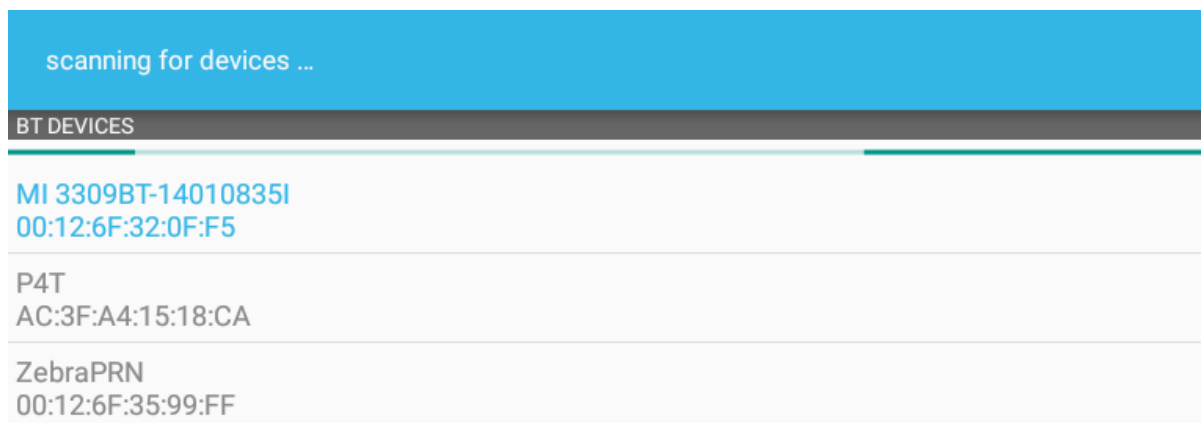 scanning for devices ...
BT DEVICES
MI 3309BT-14010835I
00:12:6F:32:0F:F5
P4T
AC:3F:A4:15:18:CA
ZebraPRN
00:12:6F:35:99:FF